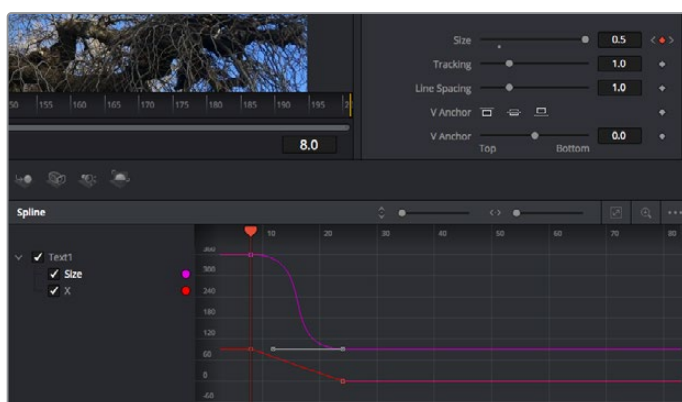 Size 0.5
Tracking 1.0
150 155 160 165 170 175 180 185 190 195
Line Spacing 1.0
V Anchor
8.0
V Anchor 0.0
Top Bottom
Spline
10 20 30 40 50 60 70 80
Text1
Size
X
360
300
240
180
120
60
0
-60